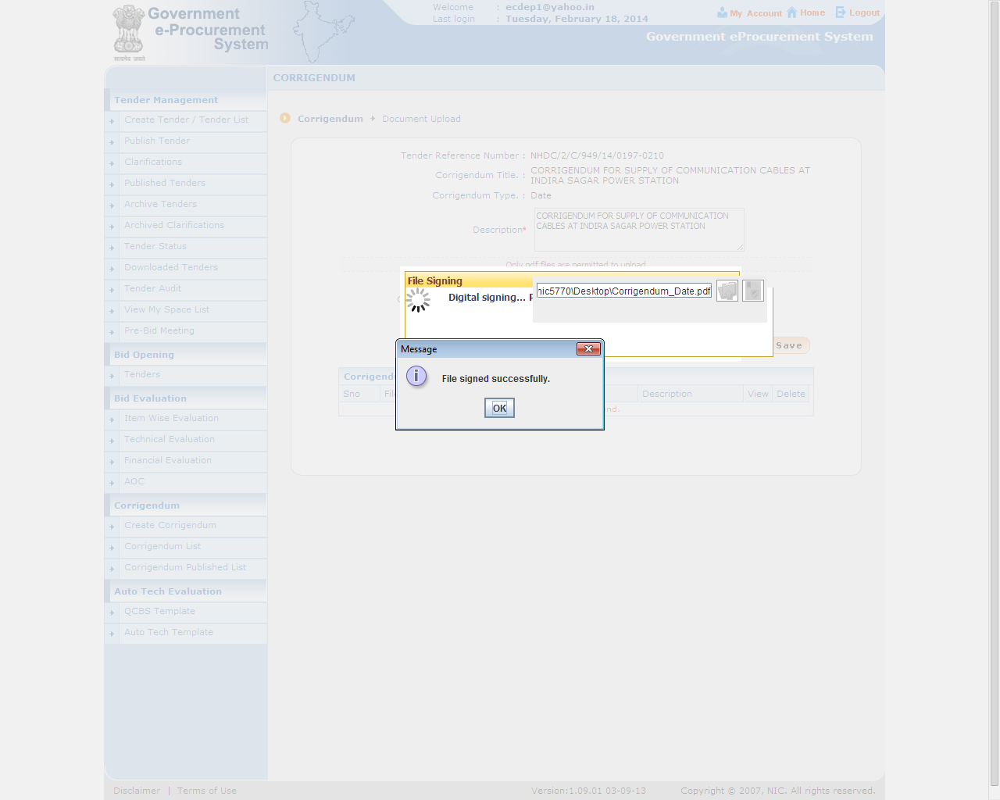 Government
e-Procurement
System
सत्यमेव जयते
Welcome : ecdep1@yahoo.in
Last login : Tuesday, February 18, 2014
My Account Home Logout
Government eProcurement System
CORRIGENDUM
Tender Management
Create Tender / Tender List
Publish Tender
Clarifications
Published Tenders
Archive Tenders
Archived Clarifications
Tender Status
Downloaded Tenders
Tender Audit
View My Space List
Pre-Bid Meeting
Bid Opening
Tenders
Bid Evaluation
Item Wise Evaluation
Technical Evaluation
Financial Evaluation
AOC
Corrigendum
Create Corrigendum
Corrigendum List
Corrigendum Published List
Auto Tech Evaluation
QCBS Template
Auto Tech Template
Corrigendum Document Upload
Tender Reference Number : NHDC/2/C/949/14/0197-0210
Corrigendum Title. : CORRIGENDUM FOR SUPPLY OF COMMUNICATION CABLES AT
INDIRA SAGAR POWER STATION
Corrigendum Type. : Date
Description* CORRIGENDUM FOR SUPPLY OF COMMUNICATION
CABLES AT INDIRA SAGAR POWER STATION
Only pdf files are permitted to upload
File Signing
Digital signing... P
nic5770\Desktop\Corrigendum_Date.pdf
Save
Message
File signed successfully.
OK
Corrigend
Sno Fil Description View Delete
nd.
Disclaimer | Terms of Use
Version:1.09.01 03-09-13
Copyright © 2007, NIC. All rights reserved.